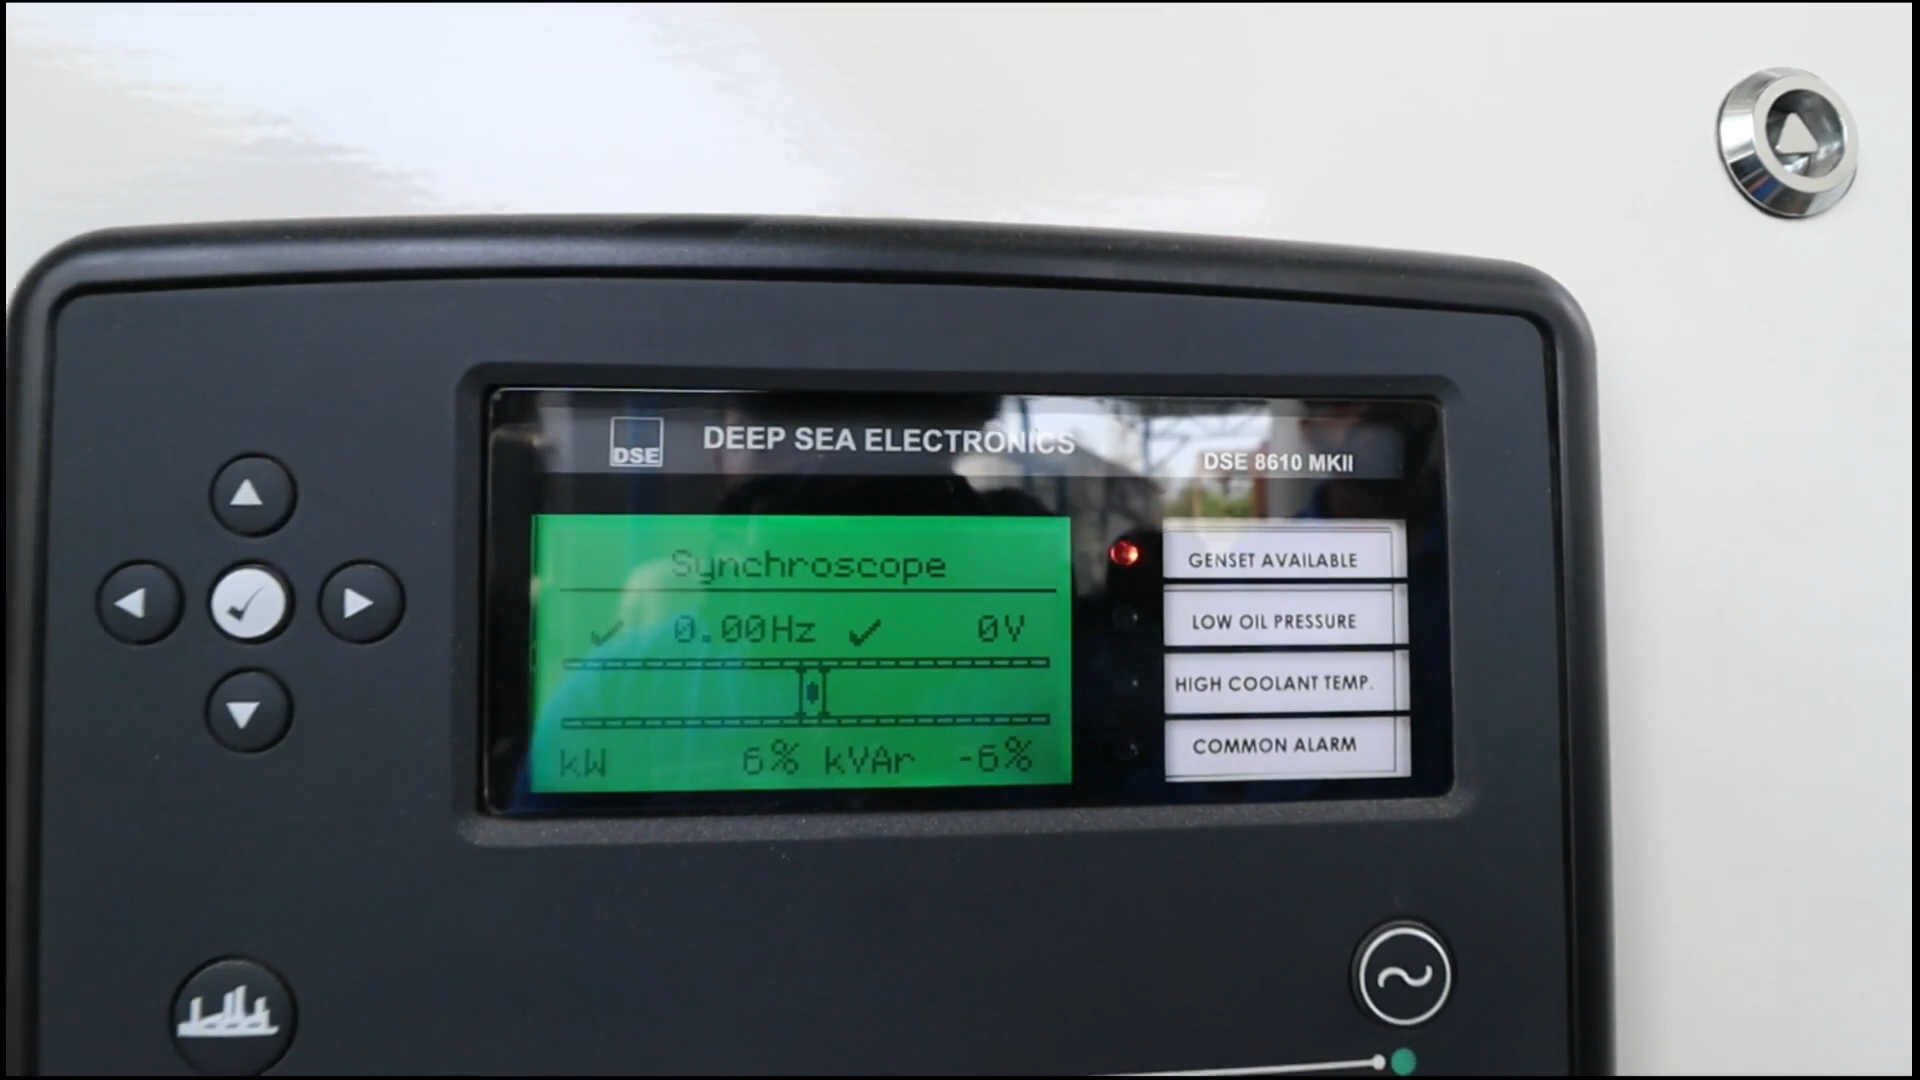 DSE
DEEP SEA ELECTRONICS
DSE 8610 MKII
Synchroscope
0.00Hz 0V
kW 6% kVAr -6%
GENSET AVAILABLE
LOW OIL PRESSURE
HIGH COOLANT TEMP.
COMMON ALARM